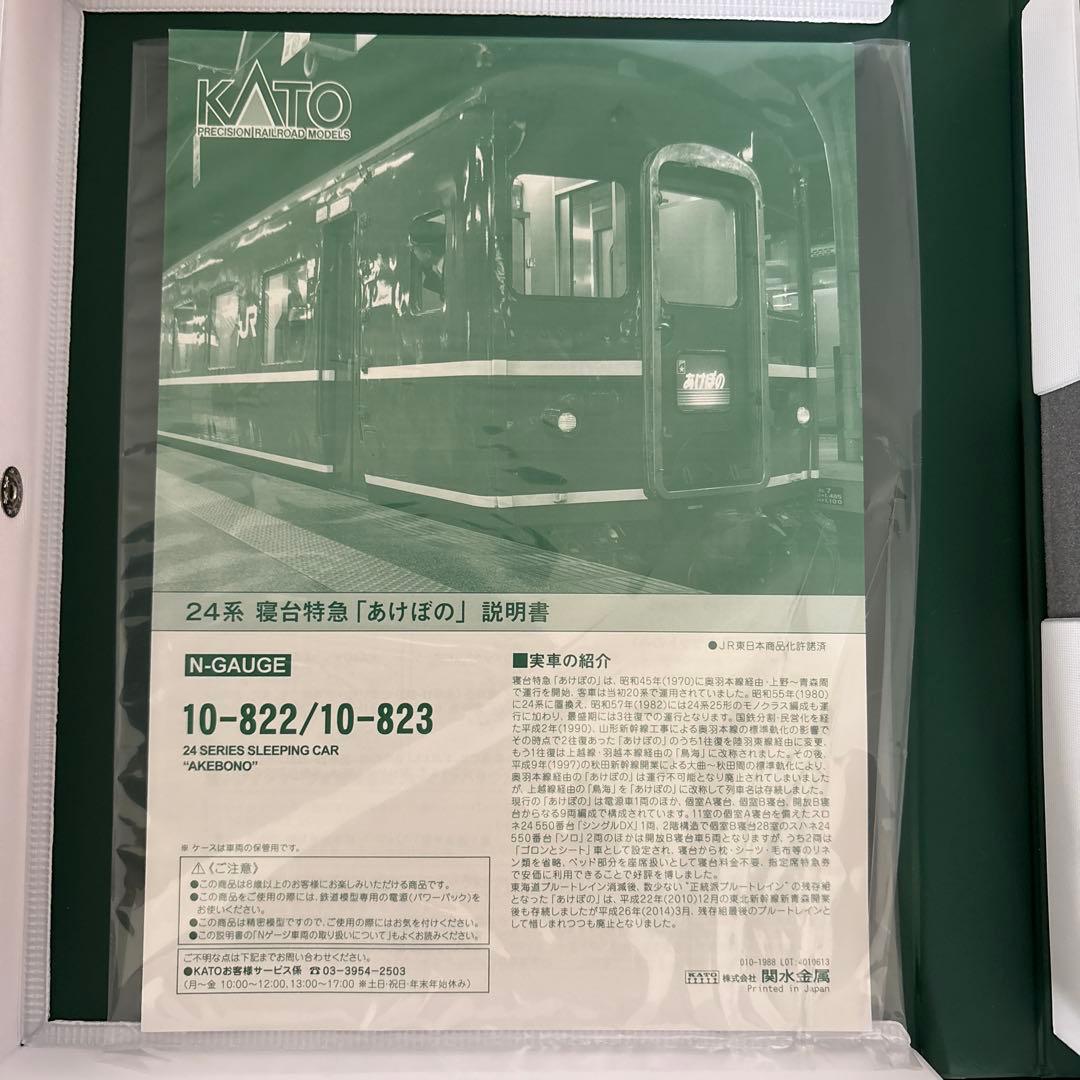 KATO
PRECISION RAILROAD MODELS
JR
あけぼの
24系 寝台特急「あけぼの」 説明書
●JR東日本商品化許諾済
N-GAUGE
10-822/10-823
24 SERIES SLEEPING CAR
"AKEBONO"
■実車の紹介
寝台特急「あけぼの」は、昭和45年(1970)に奥羽本線経由・上野〜青森間
で運行を開始、客車は当初20系で運用されていました。昭和55年(1980)
に24系に置換え、昭和57年(1982)には24系25形のモノクラス編成も運
行に加わり、最盛期には3往復での運行となります。国鉄分割・民営化を経
た平成2年(1990)、山形新幹線工事による奥羽本線の標準軌化の影響で
その時点で2往復あった「あけぼの」のうち1往復を陸羽東線経由に変更、
もう1往復は上越線・羽越本線経由の「鳥海」に改称されました。その後、
平成9年(1997)の秋田新幹線開業による大曲〜秋田間の標準軌化により、
奥羽本線経由の「あけぼの」は運行不可能となり廃止されてしまいました
が、上越線経由の「鳥海」を「あけぼの」に改称して列車名は存続しました。
現行の「あけぼの」は電源車1両のほか、個室A寝台、個室B寝台、開放B寝
台からなる9両編成で構成されています。11室の個室A寝台を備えたスロ
ネ24 550番台「シングルDX」1両、2階構造で個室B寝台28室のスハネ24
550番台「ソロ」2両のほかは開放B寝台車5両となりますが、うち2両は
「ゴロンとシート」車として設定され、寝台から枕・シーツ・毛布等のリネ
ン類を省略、ベッド部分を座席扱いとして寝台料金不要、指定席特急券
で安価に利用できることで好評を博しました。
東海道ブルートレイン消滅後、数少ない"正統派ブルートレイン"の残存組
となった「あけぼの」は、平成22年(2010)12月の東北新幹線新青森開業
後も存続しましたが平成26年(2014)3月、残存組最後のブルートレインと
して惜しまれつつも廃止となりました。
※ ケースは車両の保管用です。
⚠《ご注意》
●この商品は8歳以上のお客様にお楽しみいただける商品です。
●この商品をご使用の際には、鉄道模型専用の電源(パワーパック)を
お使いください。
●この商品は精密模型ですので、ご使用の際にはお気を付けください。
●この説明書の「Nゲージ車両の取り扱いについて」もよくお読みください。
ご不明な点は下記までお問い合わせください。
●KATOお客様サービス係 ☎03-3954-2503
(月〜金 10:00〜12:00、13:00〜17:00 ※土日・祝日・年末年始休み)
010-1988 LOT:4019613
KATO 株式会社 関水金属
Printed in Japan